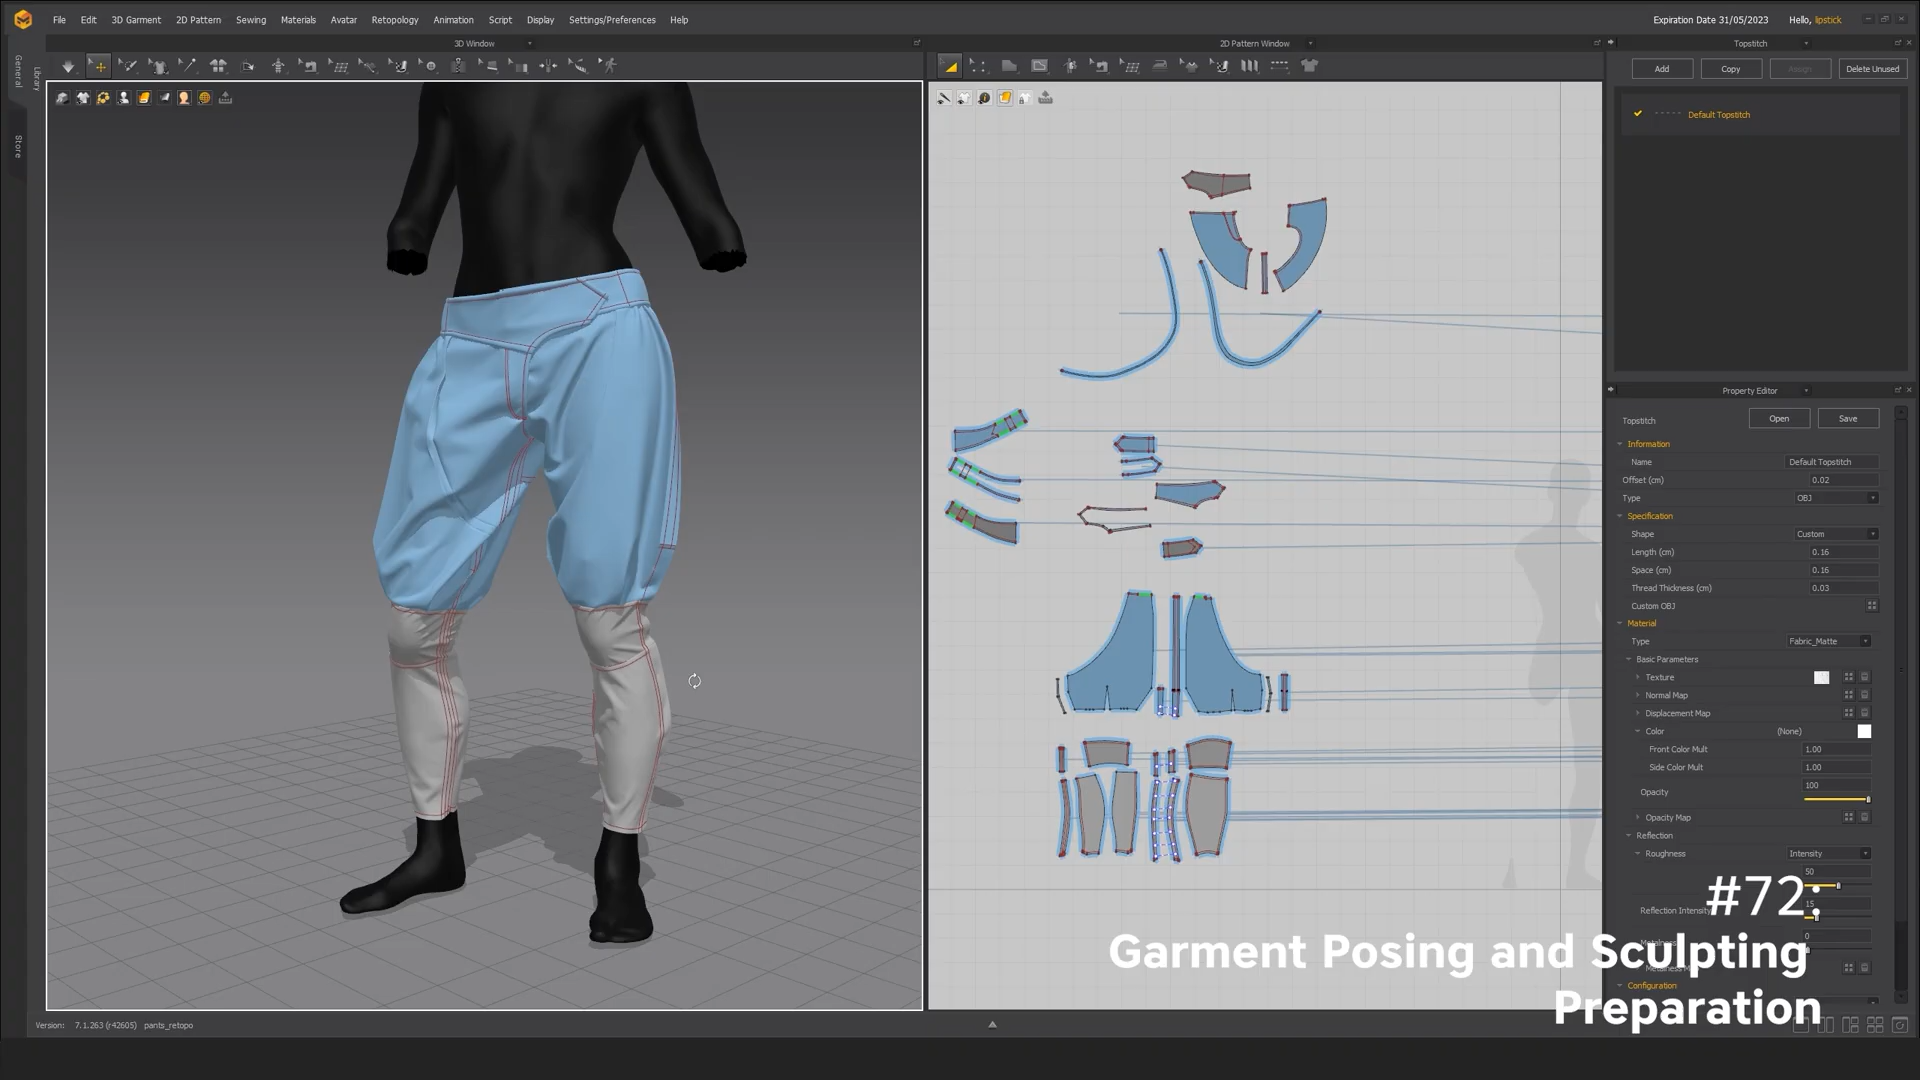 File Edit 3D Garment 2D Pattern Sewing Materials Avatar Retopology Animation Script Display Settings/Preferences Help
Expiration Date 31/05/2023 Hello, lipstick
3D Window
2D Pattern Window
Topstitch
General
Library
Store
Add Copy Assign Delete Unused
Default Topstitch
Property Editor
Topstitch Open Save
Information
Name Default Topstitch
Offset (cm) 0.02
Type OBJ
Specification
Shape Custom
Length (cm) 0.16
Space (cm) 0.16
Thread Thickness (cm) 0.03
Custom OBJ
Material
Type Fabric_Matte
Basic Parameters
Texture
Normal Map
Displacement Map
Color (None)
Front Color Mult 1.00
Side Color Mult 1.00
Opacity 100
Opacity Map
Reflection
Roughness Intensity
50
Reflection Intensity 15
0
Configuration
#72:
Garment Posing and Sculpting
Preparation
Version: 7.1.263 (r42605) pants_retopo